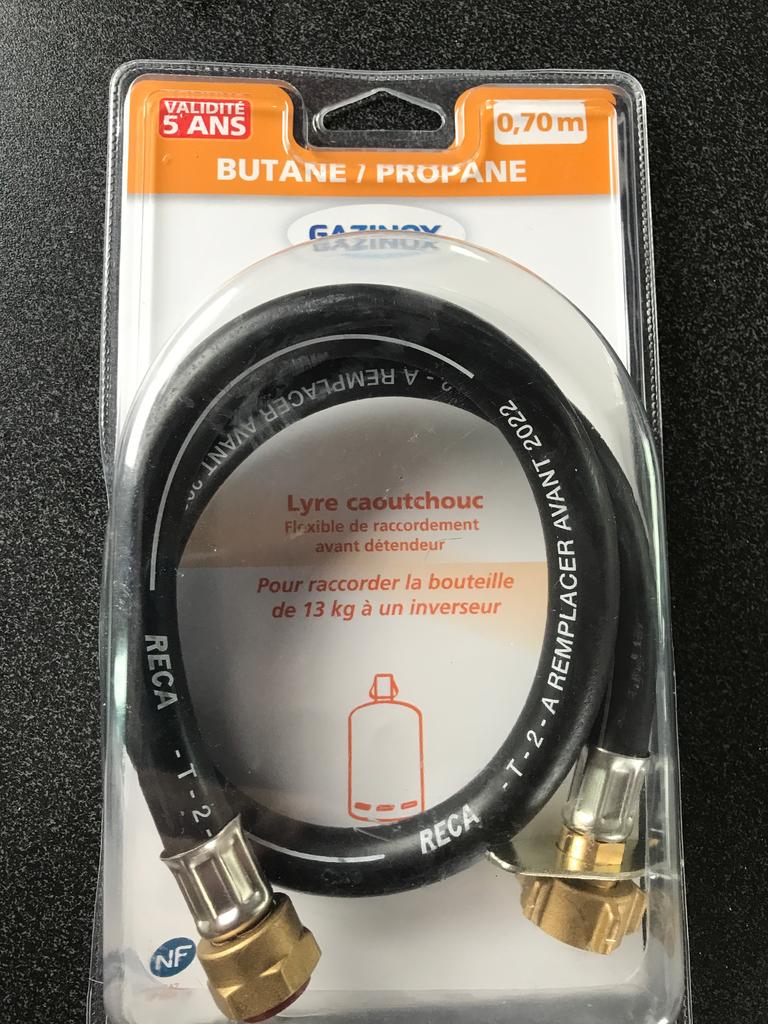 VALIDITÉ
5 ANS
0,70 m
BUTANE / PROPANE
GAZINOX
- A REMPLACER AVANT
- T - 2 - A REMPLACER AVANT 2022
Lyre caoutchouc
Flexible de raccordement
avant détendeur
Pour raccorder la bouteille
de 13 kg à un inverseur
RECA
- T - 2 -
RECA
NF